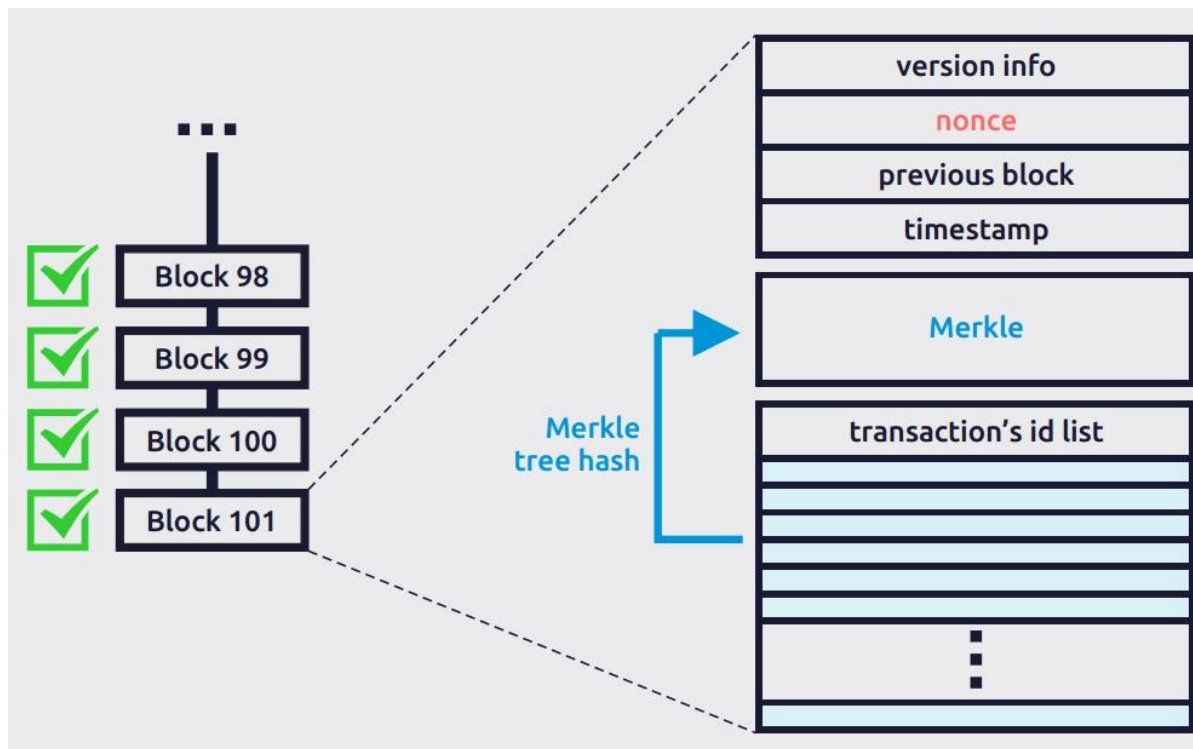 Block 98
Block 99
Block 100
Block 101
Merkle
tree hash
version info
nonce
previous block
timestamp
Merkle
transaction’s id list